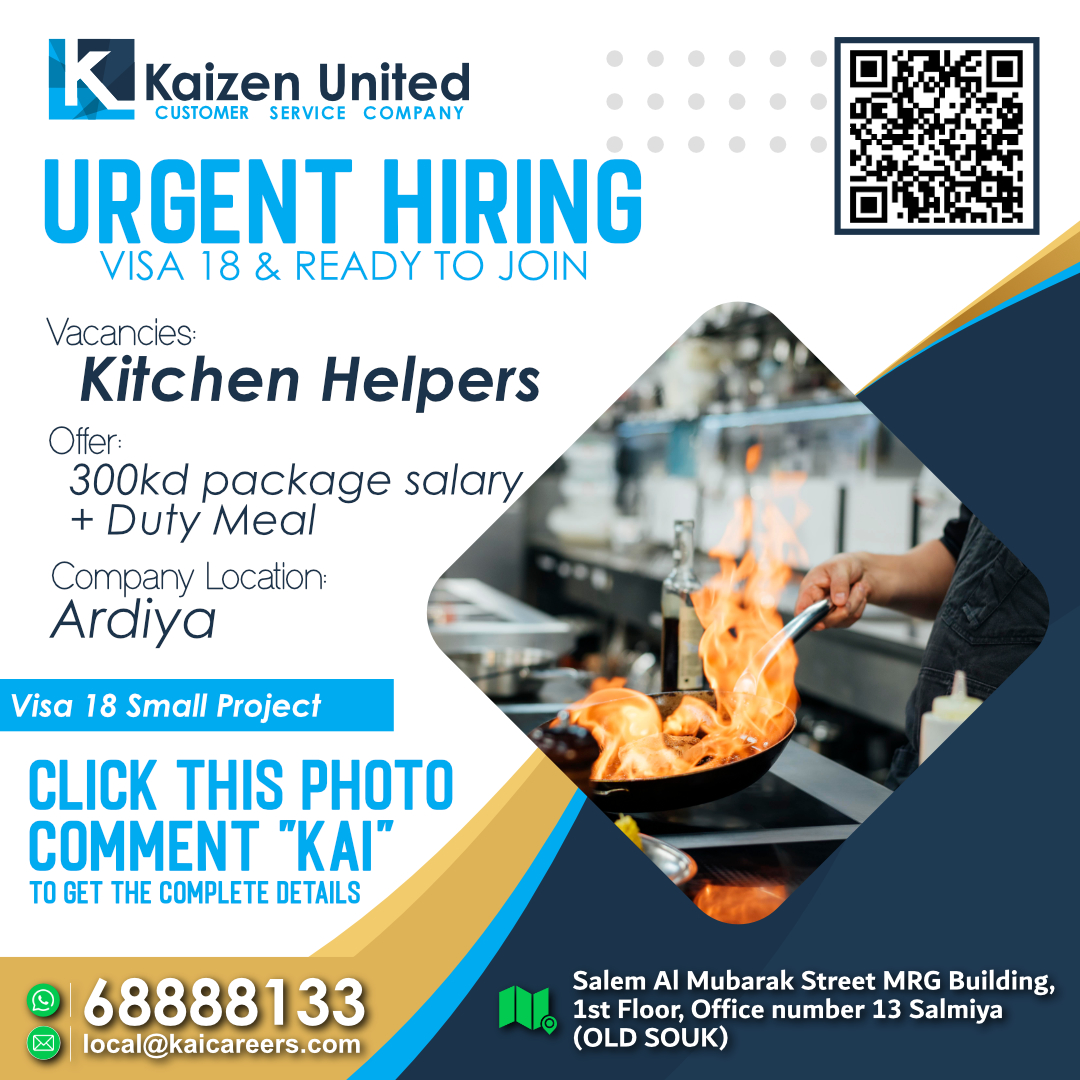 Kaizen United
CUSTOMER SERVICE COMPANY
URGENT HIRING
VISA 18 & READY TO JOIN
Vacancies:
Kitchen Helpers
Offer:
300kd package salary
+ Duty Meal
Company Location:
Ardiya
Visa 18 Small Project
CLICK THIS PHOTO
COMMENT "KAI"
TO GET THE COMPLETE DETAILS
68888133
local@kaicareers.com
Salem Al Mubarak Street MRG Building,
1st Floor, Office number 13 Salmiya
(OLD SOUK)